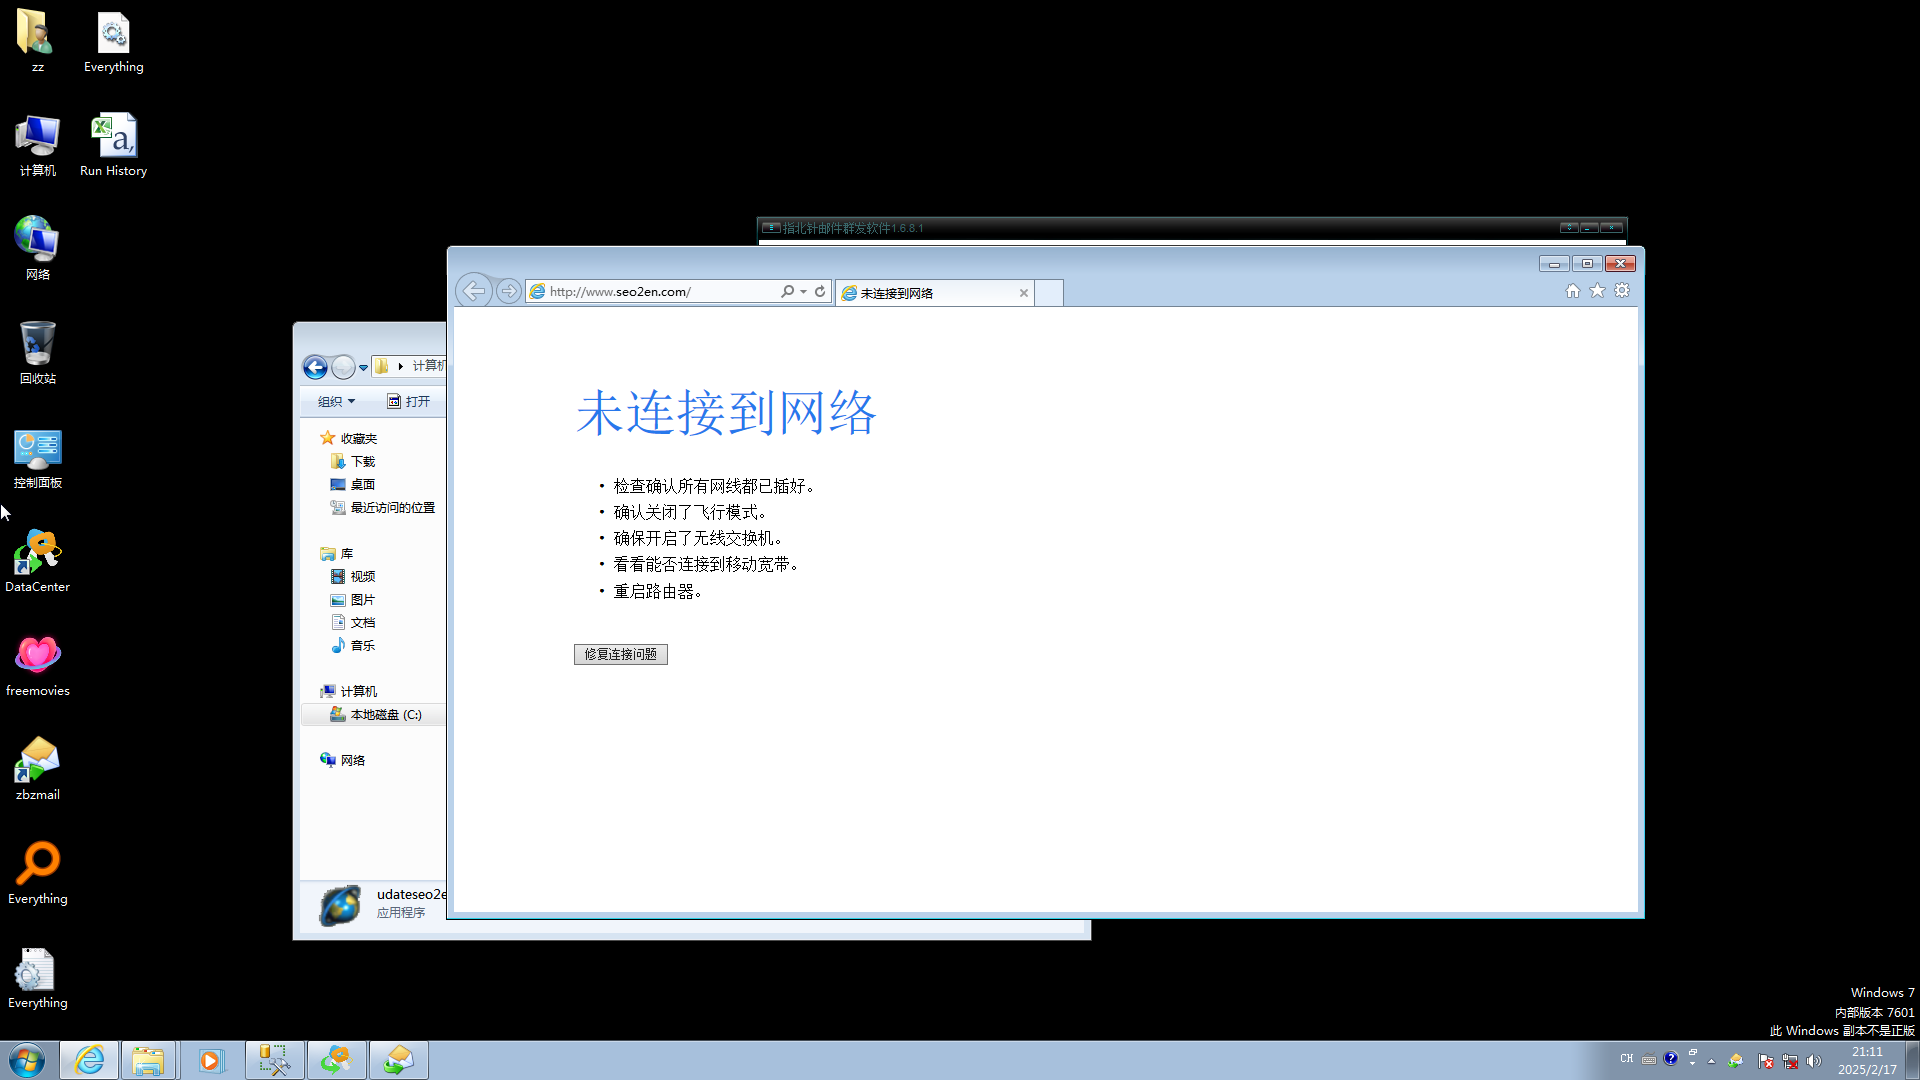 zz
Everything
计算机
Run History
网络
回收站
控制面板
DataCenter
freemovies
zbzmail
Everything
Everything
指北针邮件群发软件1.6.8.1
http://www.seo2en.com/
未连接到网络
未连接到网络
• 检查确认所有网线都已插好。
• 确认关闭了飞行模式。
• 确保开启了无线交换机。
• 看看能否连接到移动宽带。
• 重启路由器。
修复连接问题
计算机
组织
打开
收藏夹
下载
桌面
最近访问的位置
库
视频
图片
文档
音乐
计算机
本地磁盘 (C:)
网络
udateseo2e
应用程序
Windows 7
内部版本 7601
此 Windows 副本不是正版
CH
21:11
2025/2/17